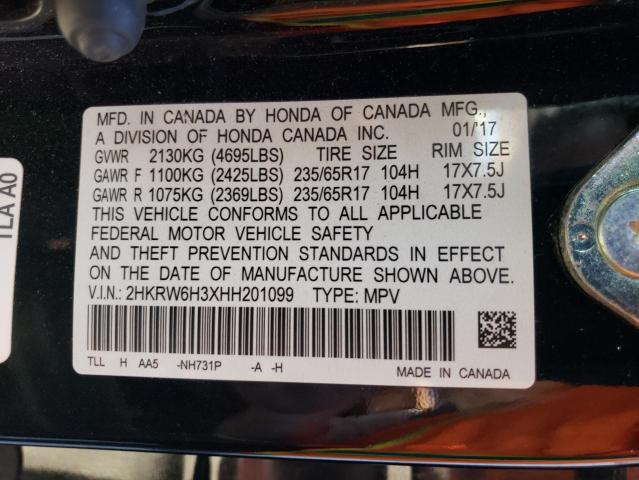 MFD. IN CANADA BY HONDA OF CANADA MFG.,
A DIVISION OF HONDA CANADA INC. 01/'17
GVWR 2130KG (4695LBS) TIRE SIZE RIM SIZE
GAWR F 1100KG (2425LBS) 235/65R17 104H 17X7.5J
GAWR R 1075KG (2369LBS) 235/65R17 104H 17X7.5J
THIS VEHICLE CONFORMS TO ALL APPLICABLE
FEDERAL MOTOR VEHICLE SAFETY
AND THEFT PREVENTION STANDARDS IN EFFECT
ON THE DATE OF MANUFACTURE SHOWN ABOVE.
V.I.N.: 2HKRW6H3XHH201099 TYPE: MPV
TLL H AA5 -NH731P -A -H
MADE IN CANADA
TLA A0